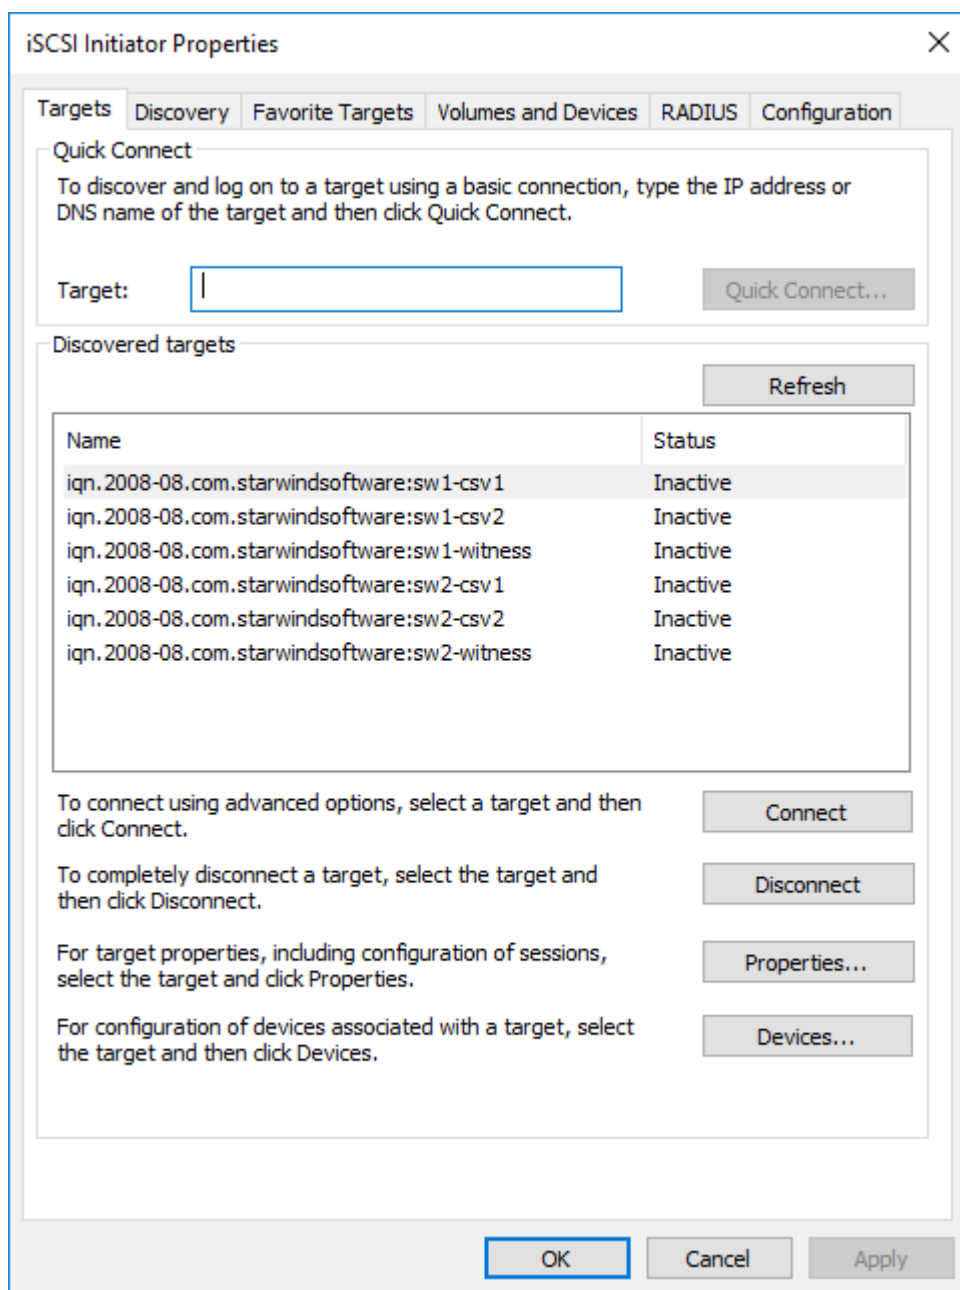 iSCSI Initiator Properties
Targets Discovery Favorite Targets Volumes and Devices RADIUS Configuration
Quick Connect
To discover and log on to a target using a basic connection, type the IP address or
DNS name of the target and then click Quick Connect.
Target: Quick Connect...
Discovered targets
Refresh
Name Status
iqn.2008-08.com.starwindsoftware:sw1-csv1 Inactive
iqn.2008-08.com.starwindsoftware:sw1-csv2 Inactive
iqn.2008-08.com.starwindsoftware:sw1-witness Inactive
iqn.2008-08.com.starwindsoftware:sw2-csv1 Inactive
iqn.2008-08.com.starwindsoftware:sw2-csv2 Inactive
iqn.2008-08.com.starwindsoftware:sw2-witness Inactive
To connect using advanced options, select a target and then
click Connect.
Connect
To completely disconnect a target, select the target and
then click Disconnect.
Disconnect
For target properties, including configuration of sessions,
select the target and click Properties.
Properties...
For configuration of devices associated with a target, select
the target and then click Devices.
Devices...
OK Cancel Apply